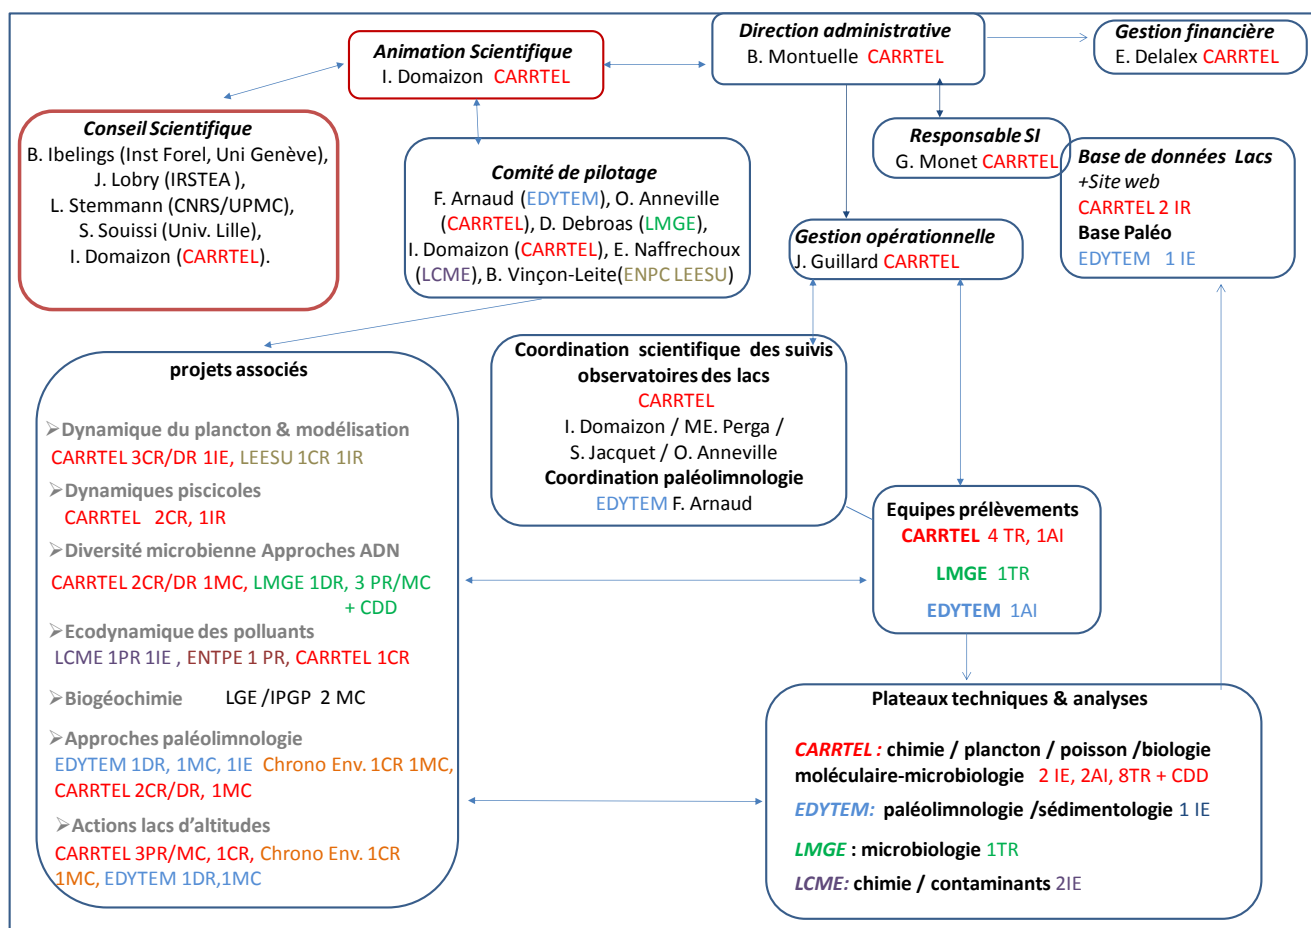 Animation Scientifique
I. Domaizon CARRTEL
Direction administrative
B. Montuelle CARRTEL
Gestion financière
E. Delalex CARRTEL
Conseil Scientifique
B. Ibelings (Inst Forel, Uni Genève),
J. Lobry (IRSTEA ),
L. Stemmann (CNRS/UPMC),
S. Souissi (Univ. Lille),
I. Domaizon (CARRTEL).
Comité de pilotage
F. Arnaud (EDYTEM), O. Anneville
(CARRTEL), D. Debroas (LMGE),
I. Domaizon (CARRTEL), E. Naffrechoux
(LCME), B. Vinçon-Leite(ENPC LEESU)
Responsable SI
G. Monet CARRTEL
Base de données Lacs
+Site web
CARRTEL 2 IR
Base Paléo
EDYTEM 1 IE
Gestion opérationnelle
J. Guillard CARRTEL
Coordination scientifique des suivis
observatoires des lacs
CARRTEL
I. Domaizon / ME. Perga /
S. Jacquet / O. Anneville
Coordination paléolimnologie
EDYTEM F. Arnaud
projets associés
➢Dynamique du plancton & modélisation
CARRTEL 3CR/DR 1IE, LEESU 1CR 1IR
➢Dynamiques piscicoles
CARRTEL 2CR, 1IR
➢Diversité microbienne Approches ADN
CARRTEL 2CR/DR 1MC, LMGE 1DR, 3 PR/MC
+ CDD
➢Ecodynamique des polluants
LCME 1PR 1IE , ENTPE 1 PR, CARRTEL 1CR
➢Biogéochimie LGE /IPGP 2 MC
➢Approches paléolimnologie
EDYTEM 1DR, 1MC, 1IE Chrono Env. 1CR 1MC,
CARRTEL 2CR/DR, 1MC
➢Actions lacs d'altitudes
CARRTEL 3PR/MC, 1CR, Chrono Env. 1CR
1MC, EDYTEM 1DR,1MC
Equipes prélèvements
CARRTEL 4 TR, 1AI
LMGE 1TR
EDYTEM 1AI
Plateaux techniques & analyses
CARRTEL : chimie / plancton / poisson /biologie
moléculaire-microbiologie 2 IE, 2AI, 8TR + CDD
EDYTEM: paléolimnologie /sédimentologie 1 IE
LMGE : microbiologie 1TR
LCME: chimie / contaminants 2IE